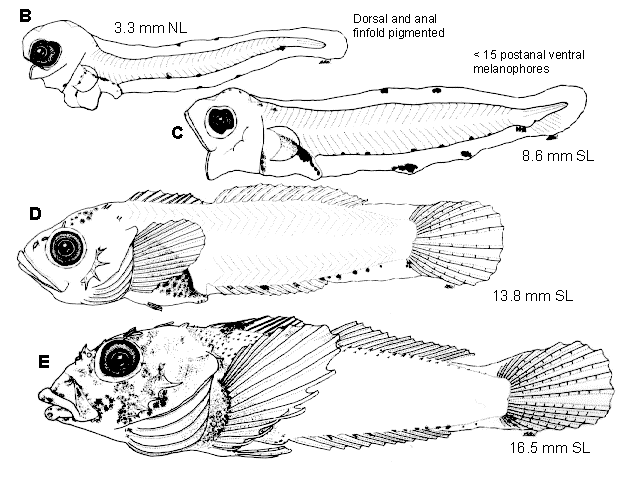 B
3.3 mm NL
Dorsal and anal
finfold pigmented
< 15 postanal ventral
melanophores
C
8.6 mm SL
D
13.8 mm SL
E
16.5 mm SL